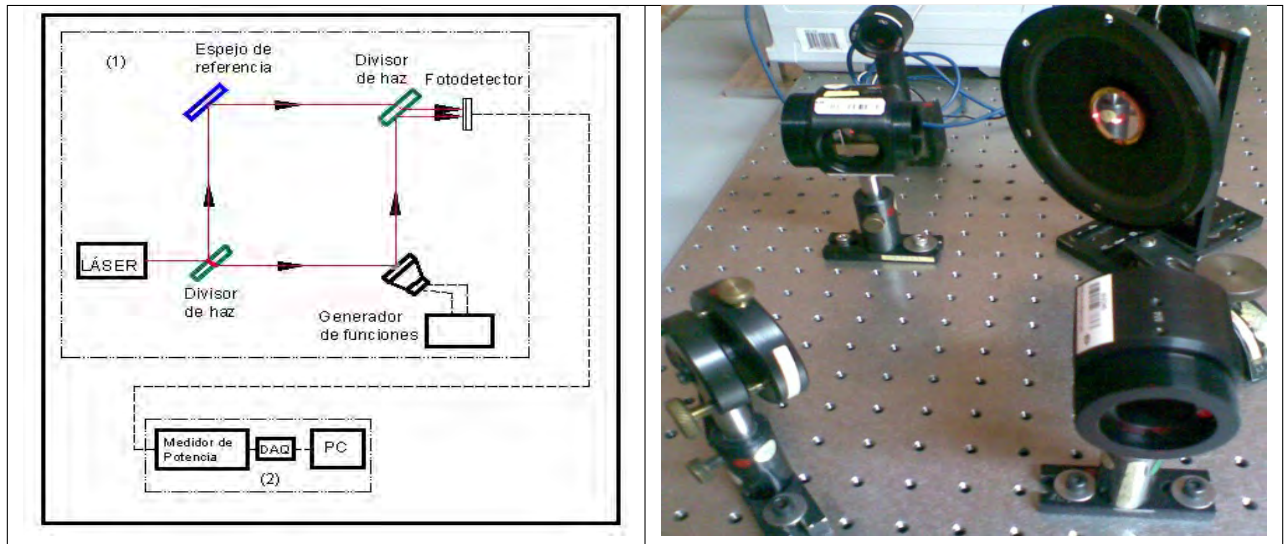 (1)
Espejo de
referencia
Divisor
de haz
Fotodetector
LÁSER
Divisor
de haz
Generador
de funciones
Medidor de
Potencia
DAQ
PC
(2)